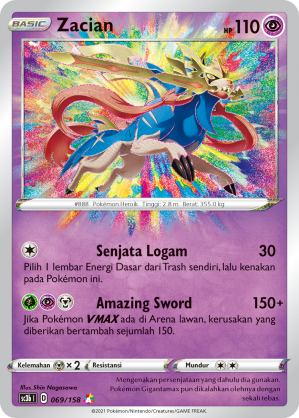 BASIC
Zacian
HP 110
#888 Pokémon Heroik Tinggi: 2.8 m Berat: 355.0 kg
Senjata Logam 30
Pilih 1 lembar Energi Dasar dari Trash sendiri, lalu kenakan
pada Pokémon ini.
Amazing Sword 150+
Jika Pokémon VMAX ada di Arena lawan, kerusakan yang
diberikan bertambah sejumlah 150.
Kelemahan × 2 Resistansi Mundur
Illus. Shin Nagasawa
Mengenakan persenjataan yang dahulu dia gunakan.
Pokémon Gigantamax pun dikalahkan olehnya dengan
sekali sabet.
sc3b I D 069/158
©2021 Pokémon/Nintendo/Creatures/GAME FREAK